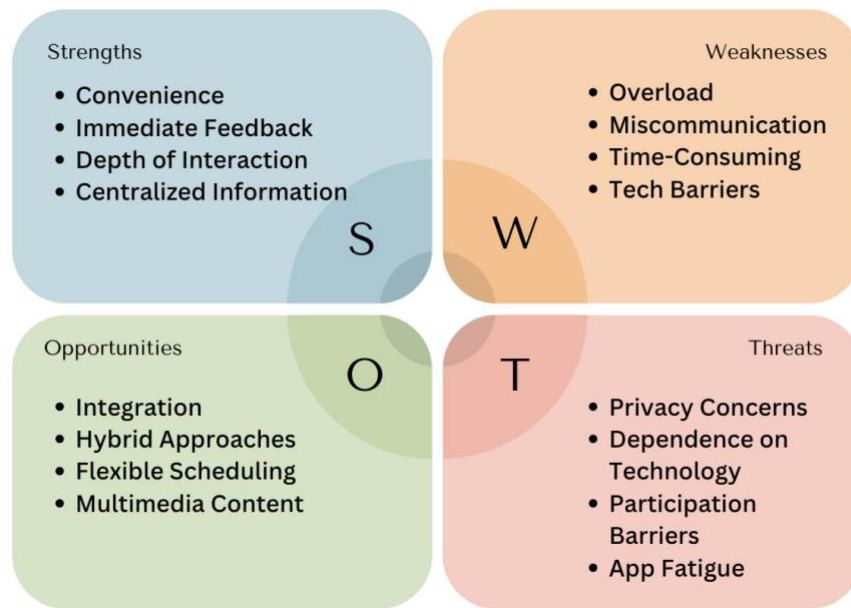 Strengths
• Convenience
• Immediate Feedback
• Depth of Interaction
• Centralized Information
S
Weaknesses
• Overload
• Miscommunication
• Time-Consuming
• Tech Barriers
W
Opportunities
• Integration
• Hybrid Approaches
• Flexible Scheduling
• Multimedia Content
O
Threats
• Privacy Concerns
• Dependence on
Technology
• Participation
Barriers
• App Fatigue
T